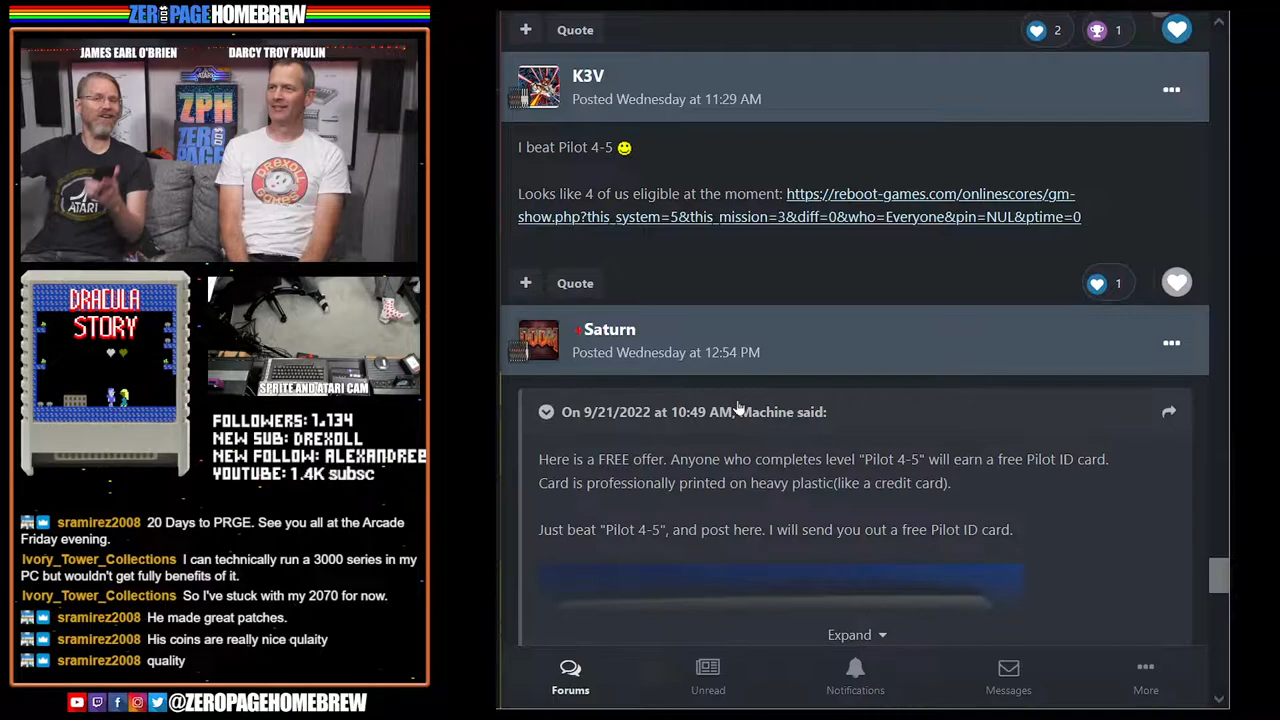 ZERO PAGE HOMEBREW
JAMES EARL O'BRIEN
DARCY TROY PAULIN
ATARI
ZPH
ZERO
PAGE
ATARI
DREXOLL
GAMES
DRACULA
STORY
SPRITE AND ATARI CAM
FOLLOWERS: 1,134
NEW SUB: DREXOLL
NEW FOLLOW: ALEXANDREB
YOUTUBE: 1.4K subsc
sramirez2008 20 Days to PRGE. See you all at the Arcade
Friday evening.
Ivory_Tower_Collections I can technically run a 3000 series in my
PC but wouldn't get fully benefits of it.
Ivory_Tower_Collections So I've stuck with my 2070 for now.
sramirez2008 He made great patches.
sramirez2008 His coins are really nice qulaity
sramirez2008 quality
@ZEROPAGEHOMEBREW
+ Quote
2
1
K3V
Posted Wednesday at 11:29 AM
I beat Pilot 4-5
Looks like 4 of us eligible at the moment: https://reboot-games.com/onlinescores/gm-
show.php?this_system=5&this_mission=3&diff=0&who=Everyone&pin=NUL&ptime=0
+ Quote
1
+Saturn
Posted Wednesday at 12:54 PM
On 9/21/2022 at 10:49 AM, Machine said:
Here is a FREE offer. Anyone who completes level "Pilot 4-5" will earn a free Pilot ID card.
Card is professionally printed on heavy plastic(like a credit card).
Just beat "Pilot 4-5", and post here. I will send you out a free Pilot ID card.
Expand
Forums
Unread
Notifications
Messages
More